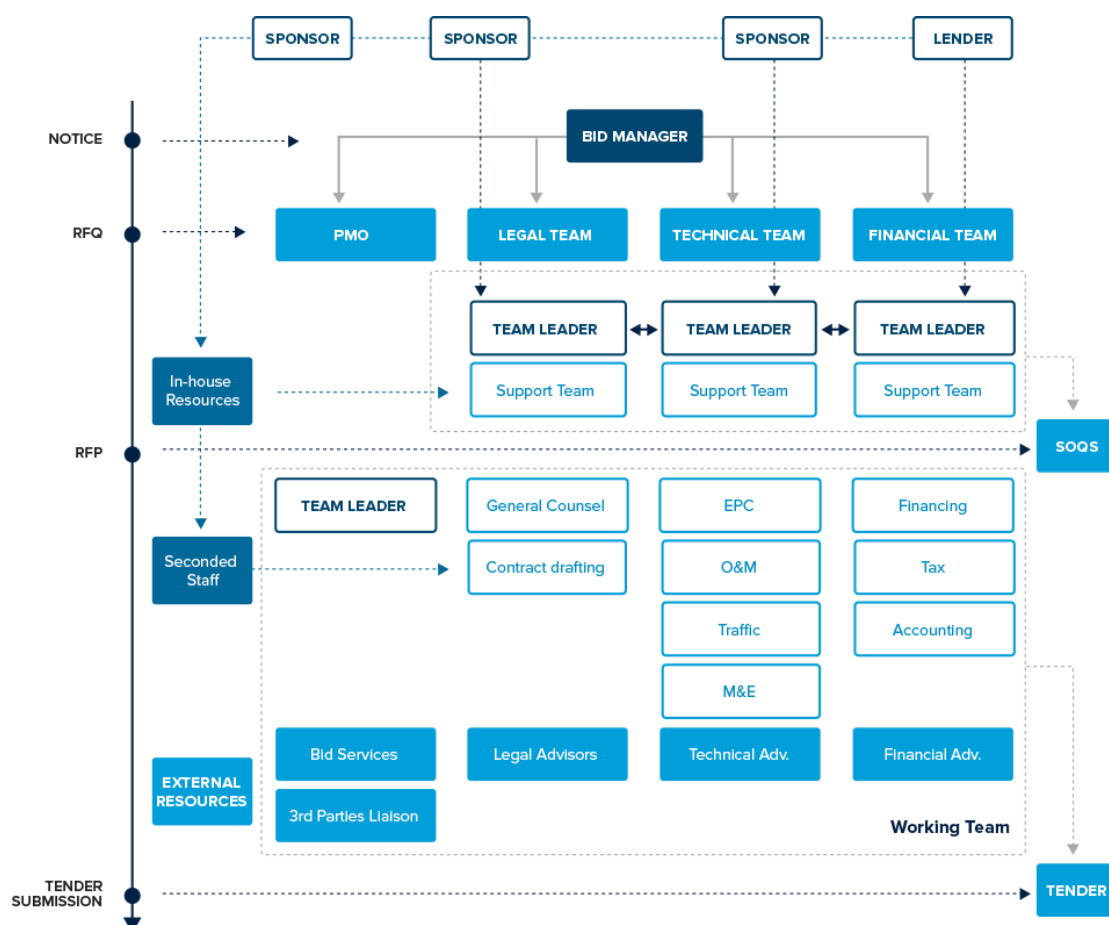 SPONSOR
SPONSOR
SPONSOR
LENDER
NOTICE
BID MANAGER
RFQ
PMO
LEGAL TEAM
TECHNICAL TEAM
FINANCIAL TEAM
TEAM LEADER
TEAM LEADER
TEAM LEADER
In-house
Resources
Support Team
Support Team
Support Team
RFP
SOQS
TEAM LEADER
General Counsel
EPC
Financing
Seconded
Staff
Contract drafting
O&M
Tax
Traffic
Accounting
M&E
Bid Services
Legal Advisors
Technical Adv.
Financial Adv.
EXTERNAL
RESOURCES
3rd Parties Liaison
Working Team
TENDER
SUBMISSION
TENDER